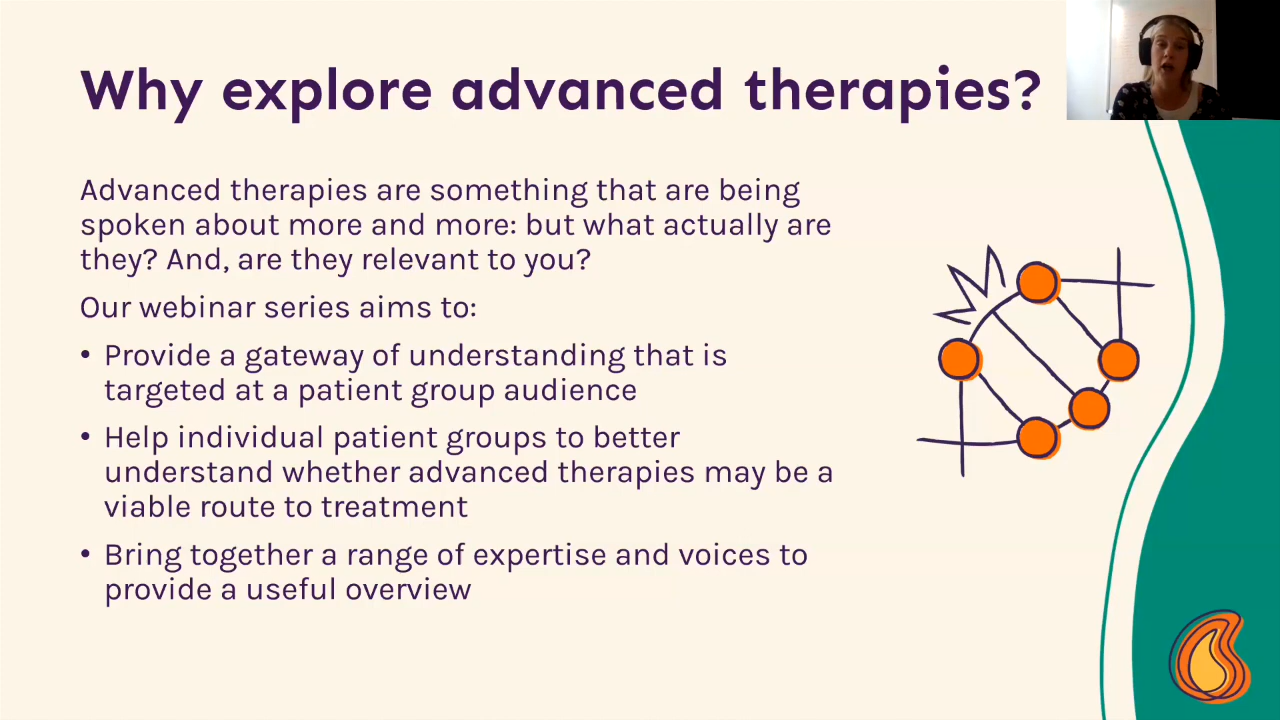 Why explore advanced therapies?
Advanced therapies are something that are being
spoken about more and more: but what actually are
they? And, are they relevant to you?
Our webinar series aims to:
• Provide a gateway of understanding that is
targeted at a patient group audience
• Help individual patient groups to better
understand whether advanced therapies may be a
viable route to treatment
• Bring together a range of expertise and voices to
provide a useful overview